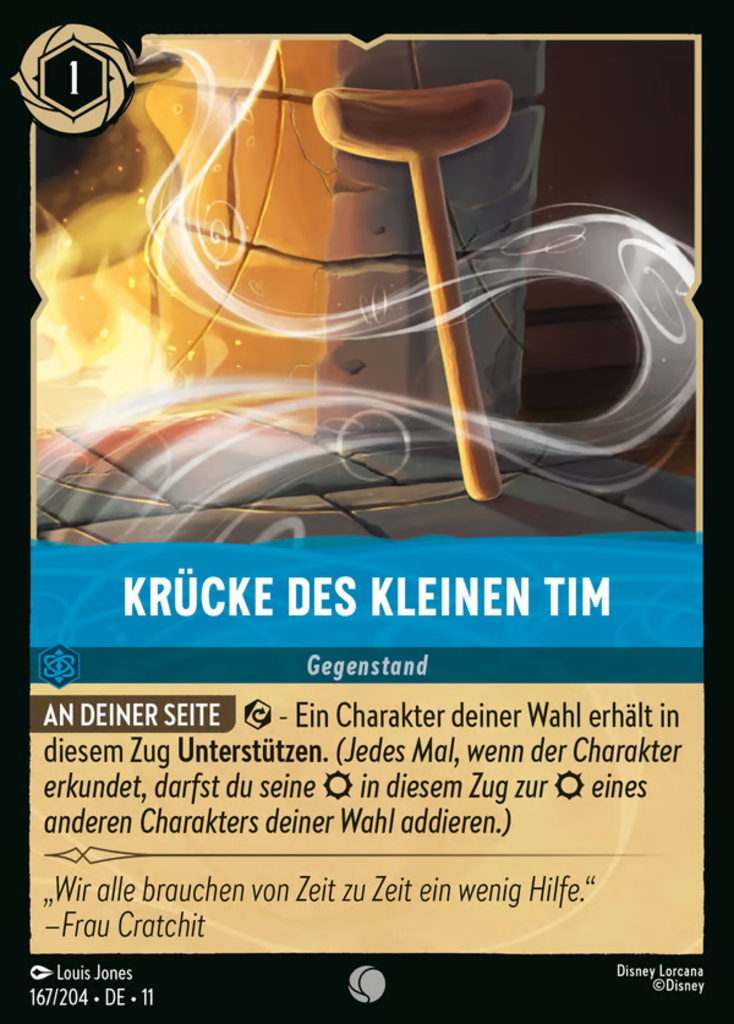 1
KRÜCKE DES KLEINEN TIM
Gegenstand
AN DEINER SEITE - Ein Charakter deiner Wahl erhält in
diesem Zug Unterstützen. (Jedes Mal, wenn der Charakter
erkundet, darfst du seine in diesem Zug zur eines
anderen Charakters deiner Wahl addieren.)
„Wir alle brauchen von Zeit zu Zeit ein wenig Hilfe.“
–Frau Cratchit
Louis Jones
167/204 • DE • 11
Disney Lorcana
©Disney